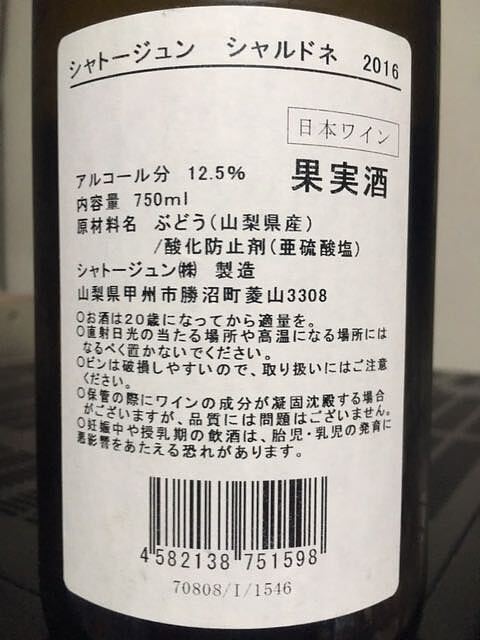 シャトージュン シャルドネ 2016
日本ワイン
果実酒
アルコール分 12.5%
内容量 750ml
原材料名 ぶどう(山梨県産)
/酸化防止剤(亜硫酸塩)
シャトージュン㈱ 製造
山梨県甲州市勝沼町菱山3308
○お酒は20歳になってから適量を。
○直射日光の当たる場所や高温になる場所には
なるべく置かないでください。
○ビンは破損しやすいので、取り扱いにはご注意
ください。
○保管の際にワインの成分が凝固沈殿する場合
がございますが、品質には問題はございません。
○妊娠中や授乳期の飲酒は、胎児・乳児の発育に
悪影響をあたえる恐れがあります。
4 582138 751598
70808/I/1546